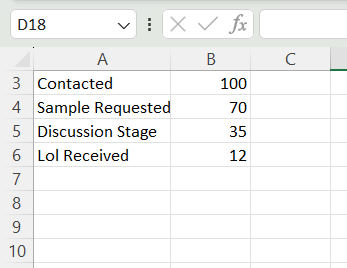 D18 fx
A B C
3 Contacted 100
4 Sample Requested 70
5 Discussion Stage 35
6 LoI Received 12
7
8
9
10